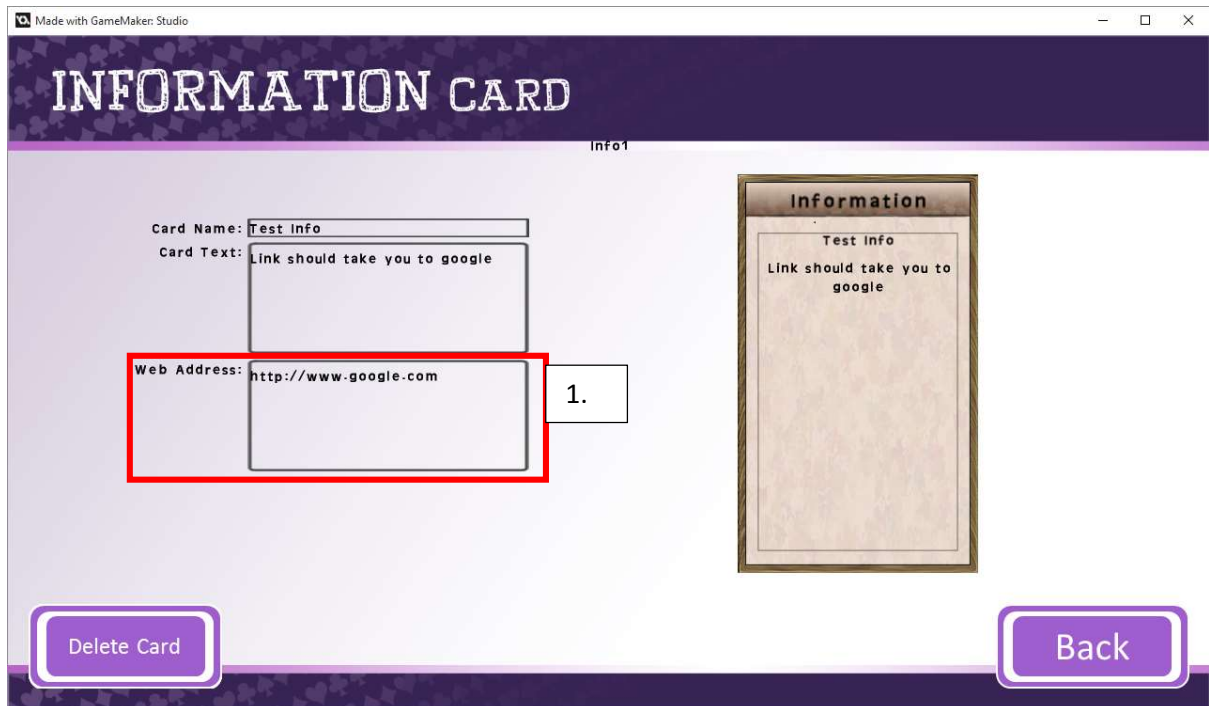 Made with GameMaker: Studio
INFORMATION CARD
Info1
Card Name: Test Info
Card Text: Link should take you to google
Web Address: http://www.google.com
1.
Information
Test Info
Link should take you to
google
Delete Card
Back